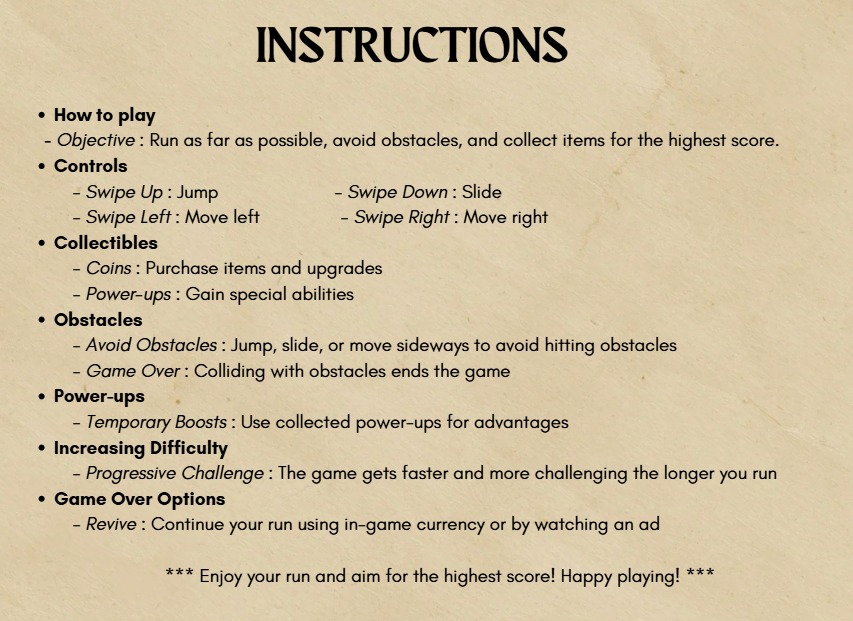 INSTRUCTIONS
• How to play
- Objective : Run as far as possible, avoid obstacles, and collect items for the highest score.
• Controls
- Swipe Up : Jump - Swipe Down : Slide
- Swipe Left : Move left - Swipe Right : Move right
• Collectibles
- Coins : Purchase items and upgrades
- Power-ups : Gain special abilities
• Obstacles
- Avoid Obstacles : Jump, slide, or move sideways to avoid hitting obstacles
- Game Over : Colliding with obstacles ends the game
• Power-ups
- Temporary Boosts : Use collected power-ups for advantages
• Increasing Difficulty
- Progressive Challenge : The game gets faster and more challenging the longer you run
• Game Over Options
- Revive : Continue your run using in-game currency or by watching an ad
*** Enjoy your run and aim for the highest score! Happy playing! ***